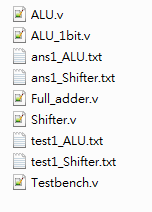 ALU.v
ALU_1bit.v
ans1_ALU.txt
ans1_Shifter.txt
Full_adder.v
Shifter.v
test1_ALU.txt
test1_Shifter.txt
Testbench.v